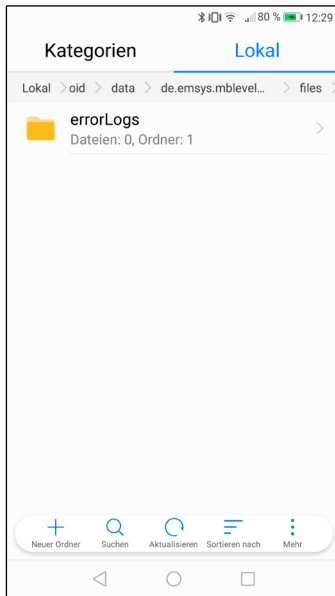 80 % 12:29
Kategorien Lokal
Lokal oid data de.emsys.mblevel... files
errorLogs
Dateien: 0, Ordner: 1
Neuer Ordner Suchen Aktualisieren Sortieren nach Mehr